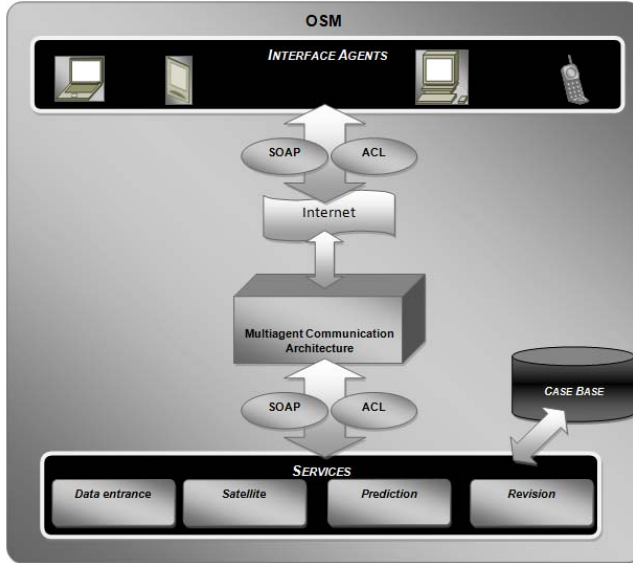 OSM
INTERFACE AGENTS
SOAP
ACL
Internet
Multiagent Communication
Architecture
SOAP
ACL
CASE BASE
SERVICES
Data entrance
Satellite
Prediction
Revision